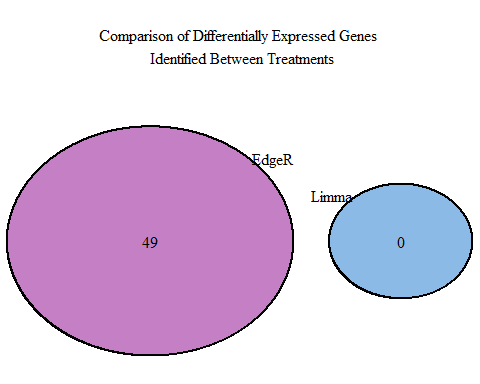 Comparison of Differentially Expressed Genes
Identified Between Treatments
EdgeR
Limma
49
0